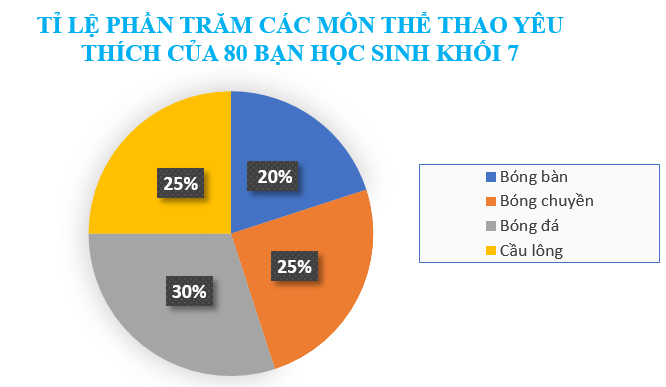 TỈ LỆ PHẦN TRĂM CÁC MÔN THỂ THAO YÊU
THÍCH CỦA 80 BẠN HỌC SINH KHỐI 7
20%
25%
25%
30%
Bóng bàn
Bóng chuyền
Bóng đá
Cầu lông